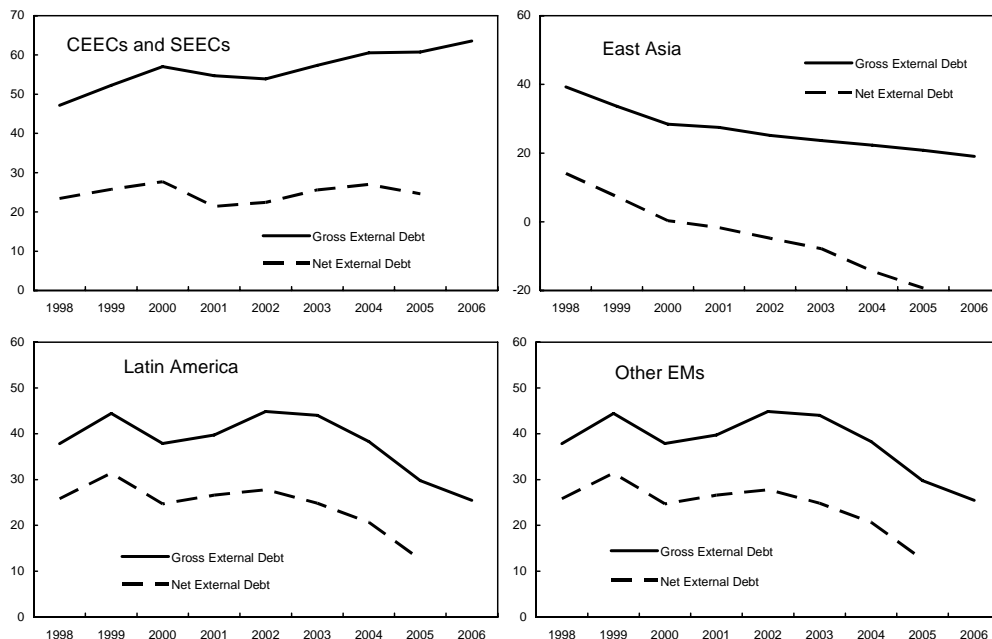 CEECs and SEECs
70
60
50
40
30
20
10
0
Gross External Debt
Net External Debt
1998 1999 2000 2001 2002 2003 2004 2005 2006
East Asia
60
40
20
0
-20
Gross External Debt
Net External Debt
1998 1999 2000 2001 2002 2003 2004 2005 2006
Latin America
60
50
40
30
20
10
0
Gross External Debt
Net External Debt
1998 1999 2000 2001 2002 2003 2004 2005 2006
Other EMs
60
50
40
30
20
10
0
Gross External Debt
Net External Debt
1998 1999 2000 2001 2002 2003 2004 2005 2006